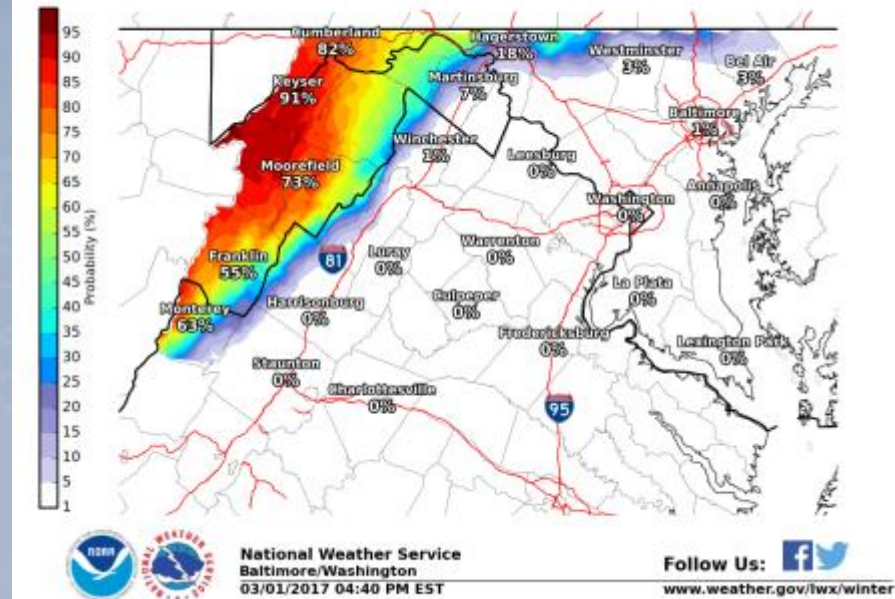 95
90
85
80
75
70
65
60
55
50
45
40
35
30
25
20
15
10
5
1
Probability (%)
Cumberland
82%
Hagerstown
18%
Westminster
3%
Bel Air
3%
Keyser
91%
Martinsburg
7%
Baltimore
1%
Winchester
1%
Leesburg
0%
Moorefield
73%
Washington
0%
Annapolis
0%
Franklin
55%
81
Luray
0%
Warrenton
0%
La Plata
0%
Monterey
63%
Harrisonburg
0%
Culpeper
0%
Fredericksburg
0%
Lexington Park
0%
Staunton
0%
Charlottesville
0%
95
NOAA
NATIONAL WEATHER SERVICE
National Weather Service
Baltimore/Washington
03/01/2017 04:40 PM EST
Follow Us:
www.weather.gov/lwx/winter